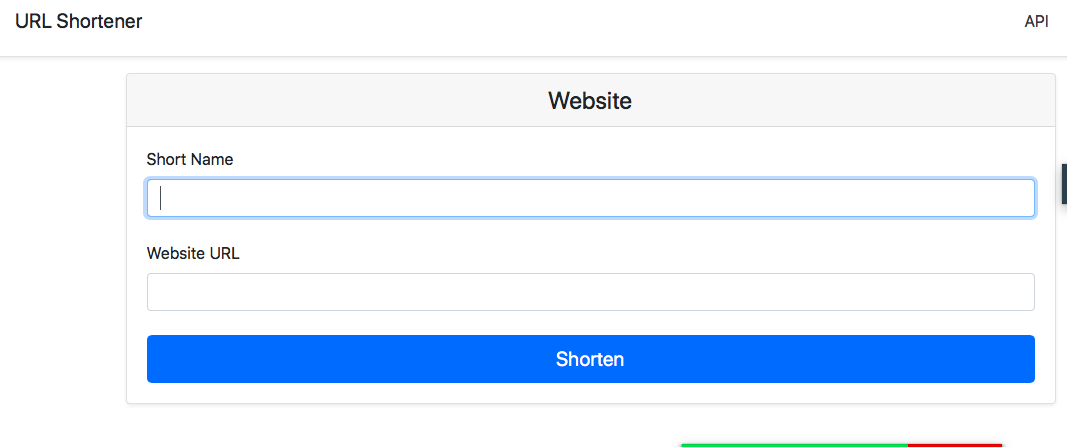 URL Shortener
API
Website
Short Name
Website URL
Shorten